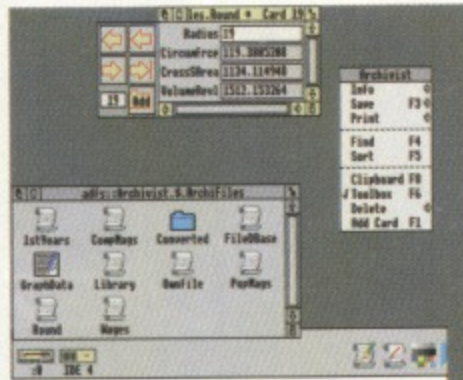 les.Round * Card 19
Radius 19
CircumFrce 119.3805208
CrossSArea 1134.114948
VolumeRevl 1512.153264
19 Add
Archivist
Info
Save F3
Print
Find F4
Sort F5
Clipboard F8
√ Toolbox F6
Delete
Add Card F1
adfs::Archivist.$.ArchiFiles
1stYears CompMags Converted FileDBase
GraphData Library OwnFile PopMags
Round Wages
:0 IDE 4